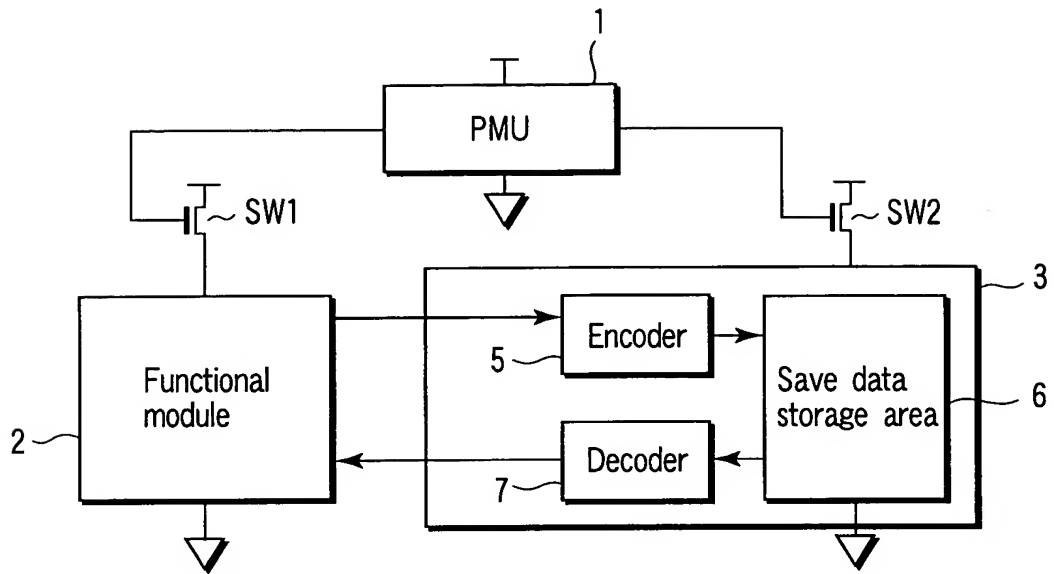 1
PMU
SW1
SW2
3
Encoder
5
Functional
module
Save data
storage area
6
2
Decoder
7